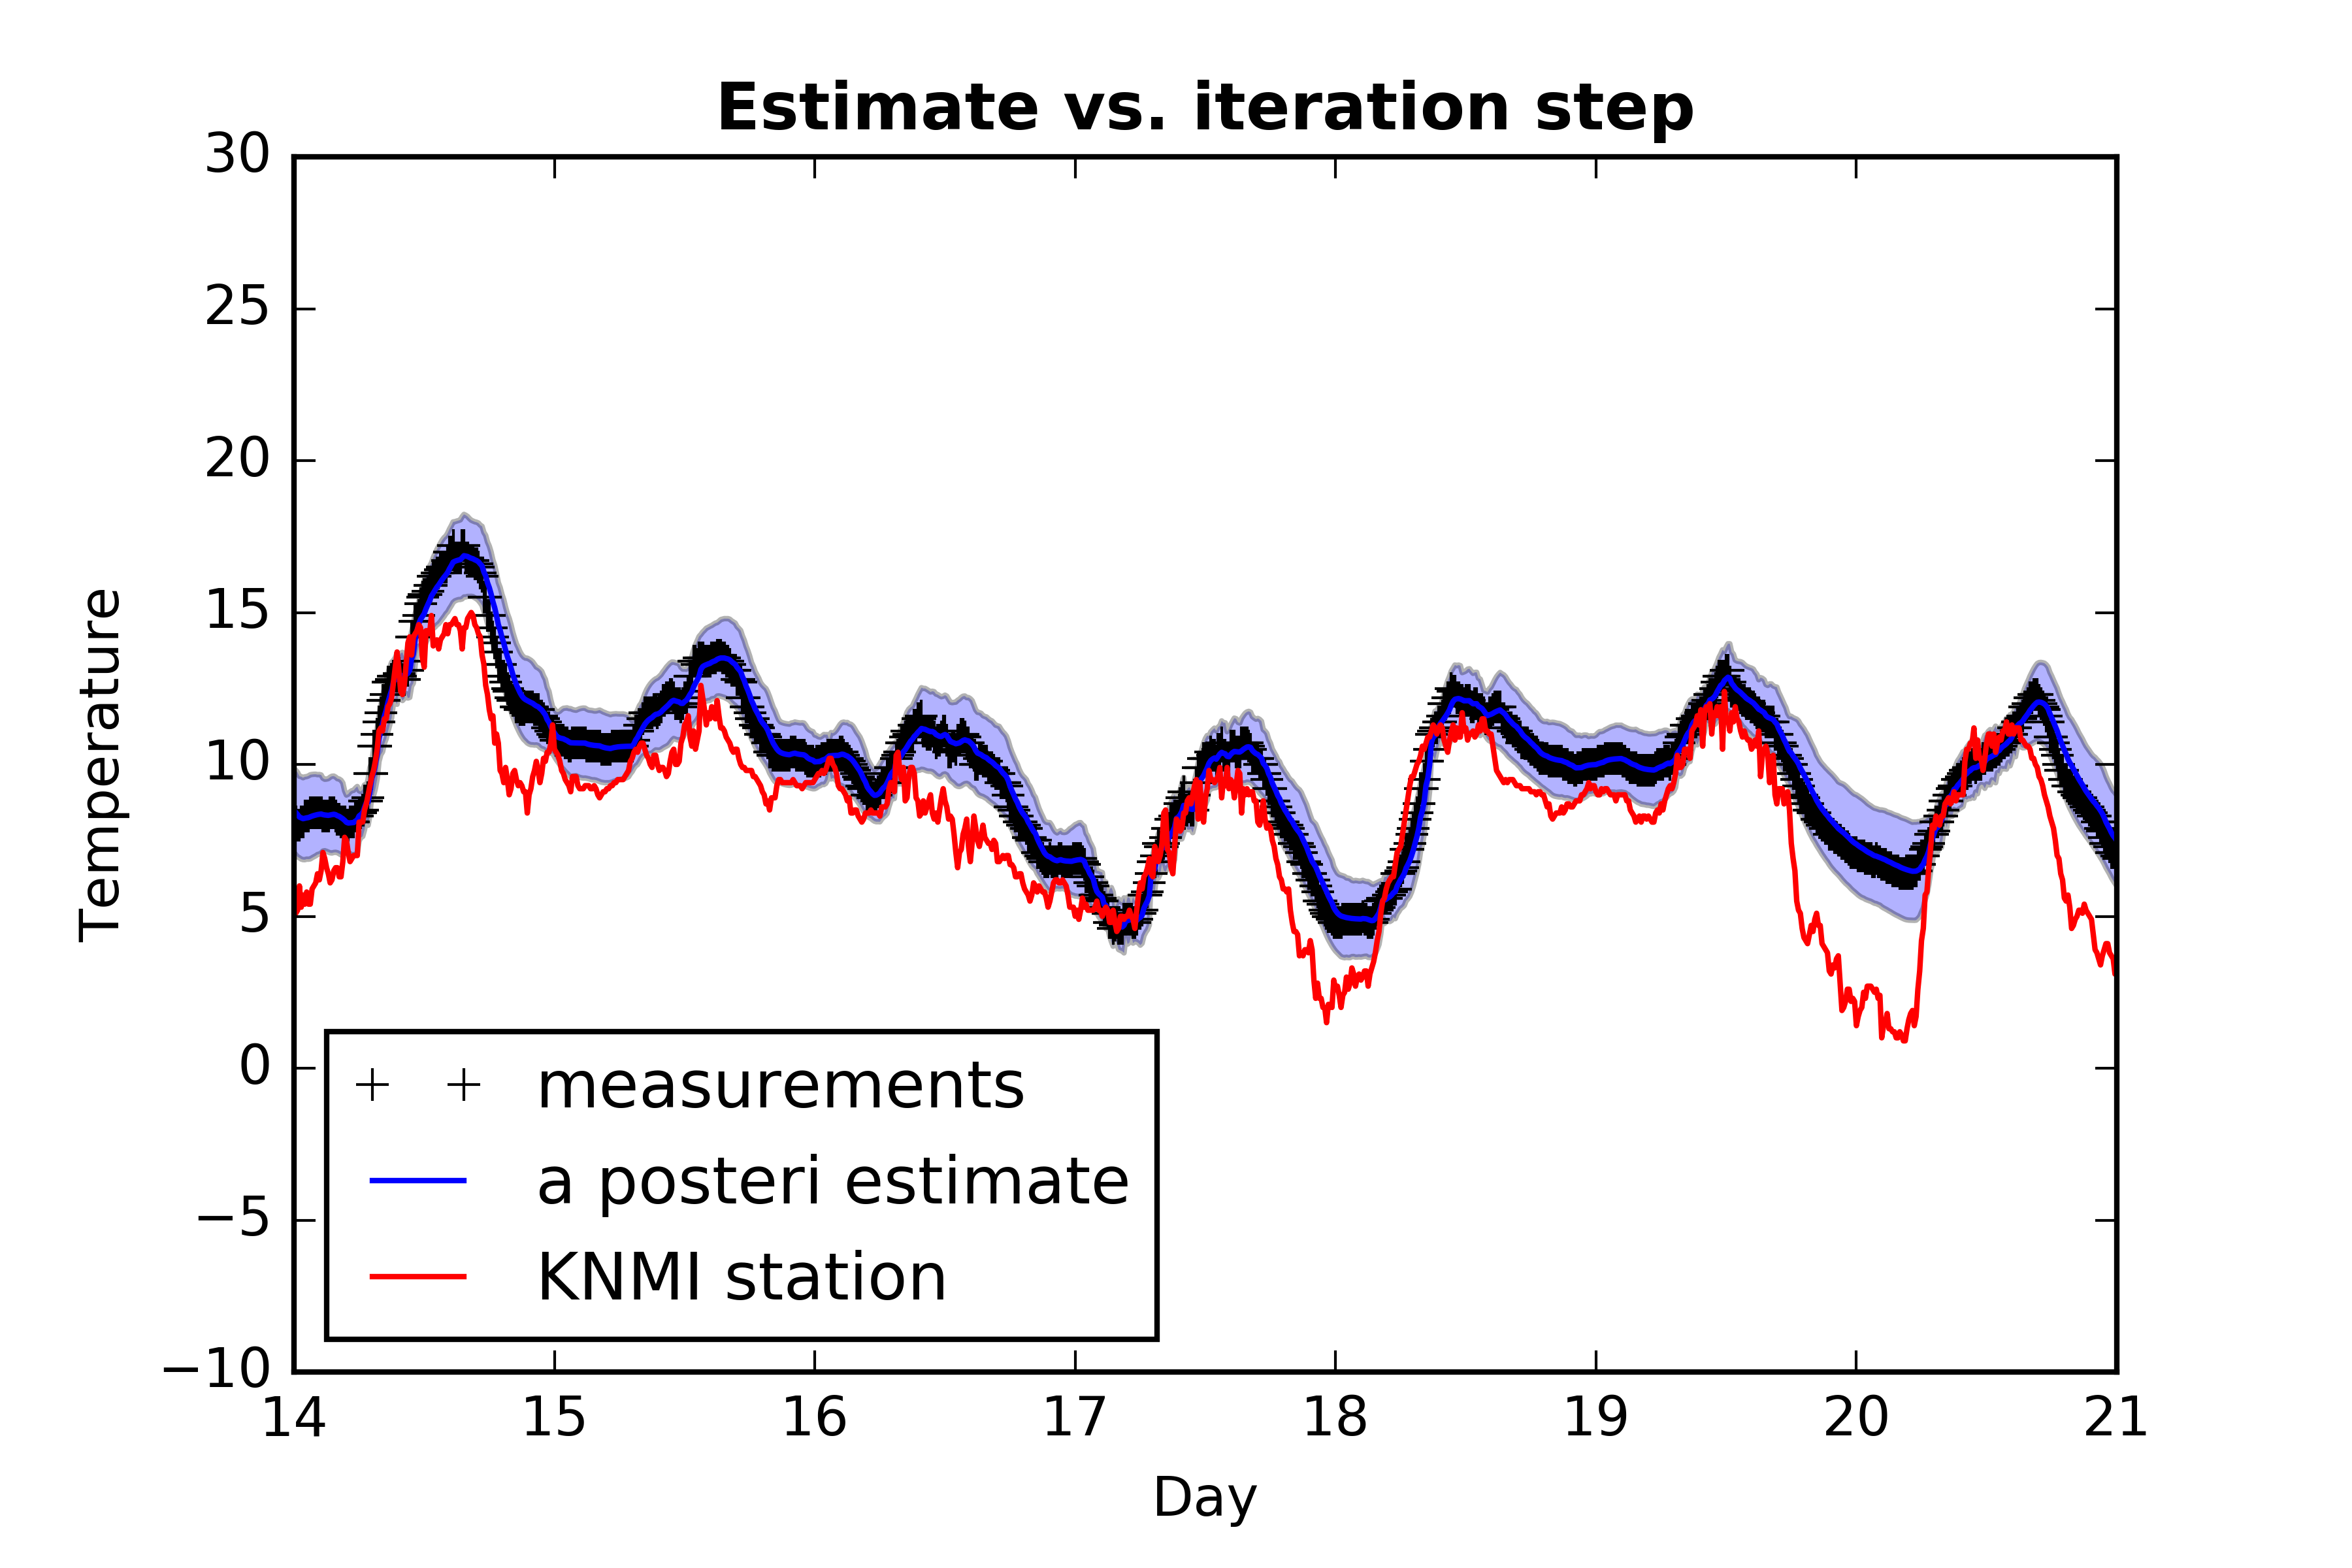 Estimate vs. iteration step
30
25
20
15
10
5
0
−5
−10
Temperature
measurements
a posteri estimate
KNMI station
14 15 16 17 18 19 20 21
Day